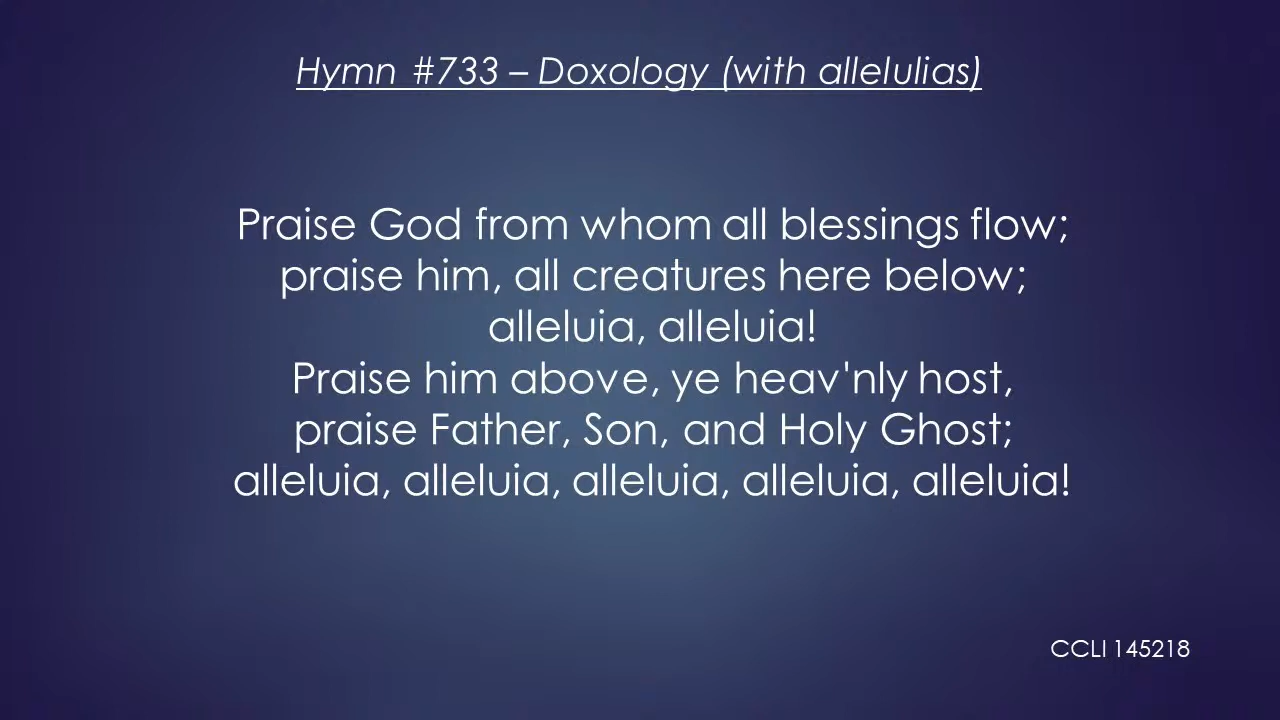 Hymn #733 – Doxology (with allelulias)
Praise God from whom all blessings flow;
praise him, all creatures here below;
alleluia, alleluia!
Praise him above, ye heav'nly host,
praise Father, Son, and Holy Ghost;
alleluia, alleluia, alleluia, alleluia, alleluia!
CCLI 145218